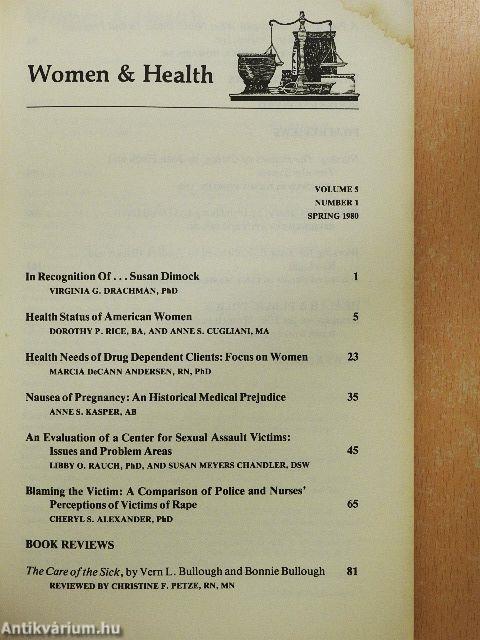 Women & Health
VOLUME 5
NUMBER 1
SPRING 1980
In Recognition Of . . . Susan Dimock 1
VIRGINIA G. DRACHMAN, PhD
Health Status of American Women 5
DOROTHY P. RICE, BA, AND ANNE S. CUGLIANI, MA
Health Needs of Drug Dependent Clients: Focus on Women 23
MARCIA DeCANN ANDERSEN, RN, PhD
Nausea of Pregnancy: An Historical Medical Prejudice 35
ANNE S. KASPER, AB
An Evaluation of a Center for Sexual Assault Victims:
Issues and Problem Areas 45
LIBBY O. RAUCH, PhD, AND SUSAN MEYERS CHANDLER, DSW
Blaming the Victim: A Comparison of Police and Nurses'
Perceptions of Victims of Rape 65
CHERYL S. ALEXANDER, PhD
BOOK REVIEWS
The Care of the Sick, by Vern L. Bullough and Bonnie Bullough 81
REVIEWED BY CHRISTINE F. PETZE, RN, MN
Antikvárium.hu